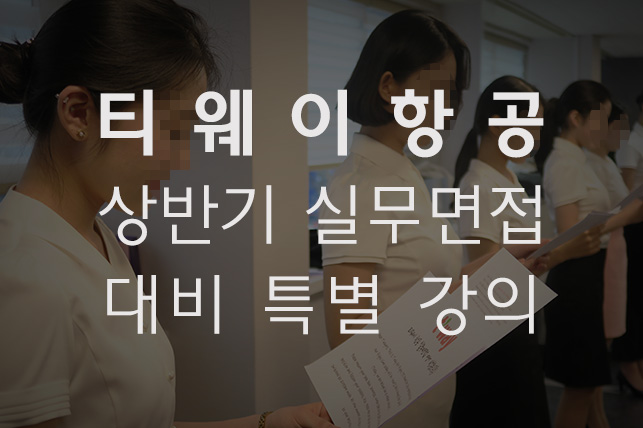 티웨이항공
상반기 실무면접
대비 특별 강의